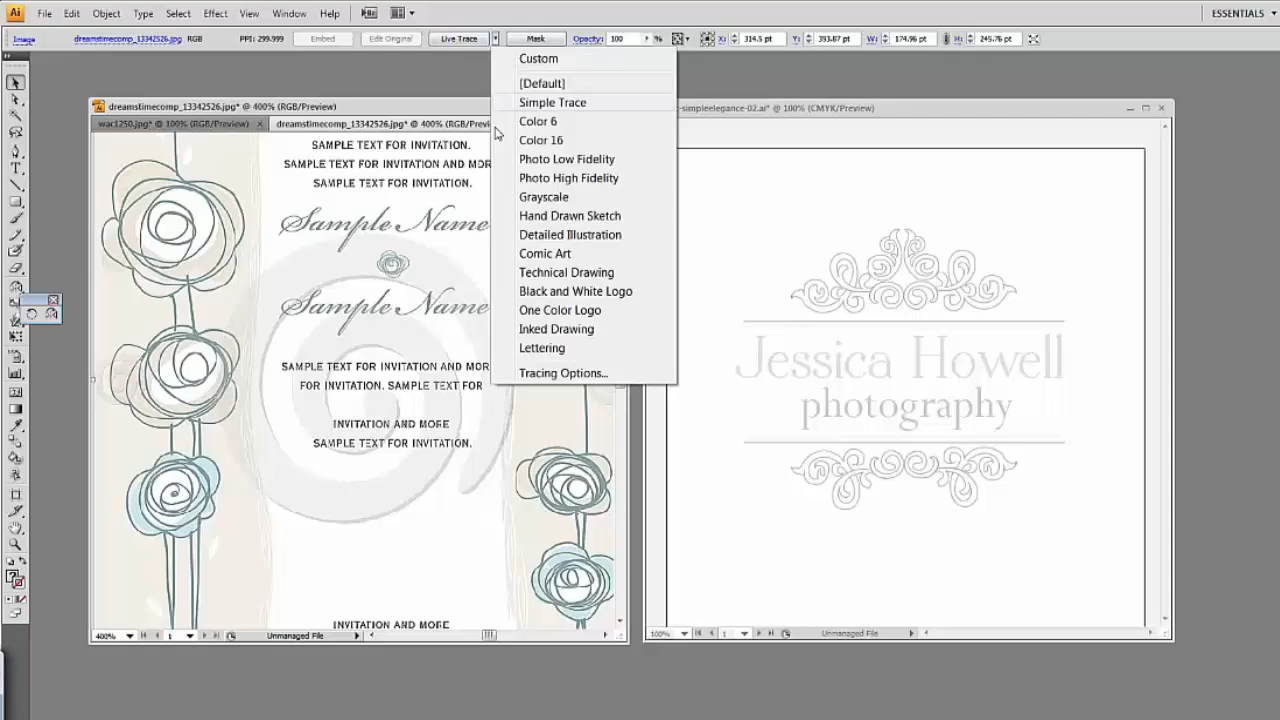 Ai File Edit Object Type Select Effect View Window Help Br ESSENTIALS
Image dreamstimecomp_13342526.jpg RGB PPI: 299.999 Embed Edit Original Live Trace Mask Opacity: 100 % X: 314.5 pt Y: 393.87 pt W: 174.96 pt H: 245.76 pt
Custom
[Default]
Simple Trace
Color 6
Color 16
Photo Low Fidelity
Photo High Fidelity
Grayscale
Hand Drawn Sketch
Detailed Illustration
Comic Art
Technical Drawing
Black and White Logo
One Color Logo
Inked Drawing
Lettering
Tracing Options...
dreamstimecomp_13342526.jpg* @ 400% (RGB/Preview)
wac1250.jpg* @ 100% (RGB/Preview) × dreamstimecomp_13342526.jpg* @ 400% (RGB/Previ
SAMPLE TEXT FOR INVITATION.
SAMPLE TEXT FOR INVITATION AND MOR
SAMPLE TEXT FOR INVITATION.
Sample Name
Sample Name
SAMPLE TEXT FOR INVITATION AND MOR
FOR INVITATION. SAMPLE TEXT FOR
INVITATION AND MORE
SAMPLE TEXT FOR INVITATION.
INVITATION AND MORE
400% 1 Unmanaged File
-simpleelegance-02.ai* @ 100% (CMYK/Preview)
Jessica Howell
photography
100% 1 Unmanaged File